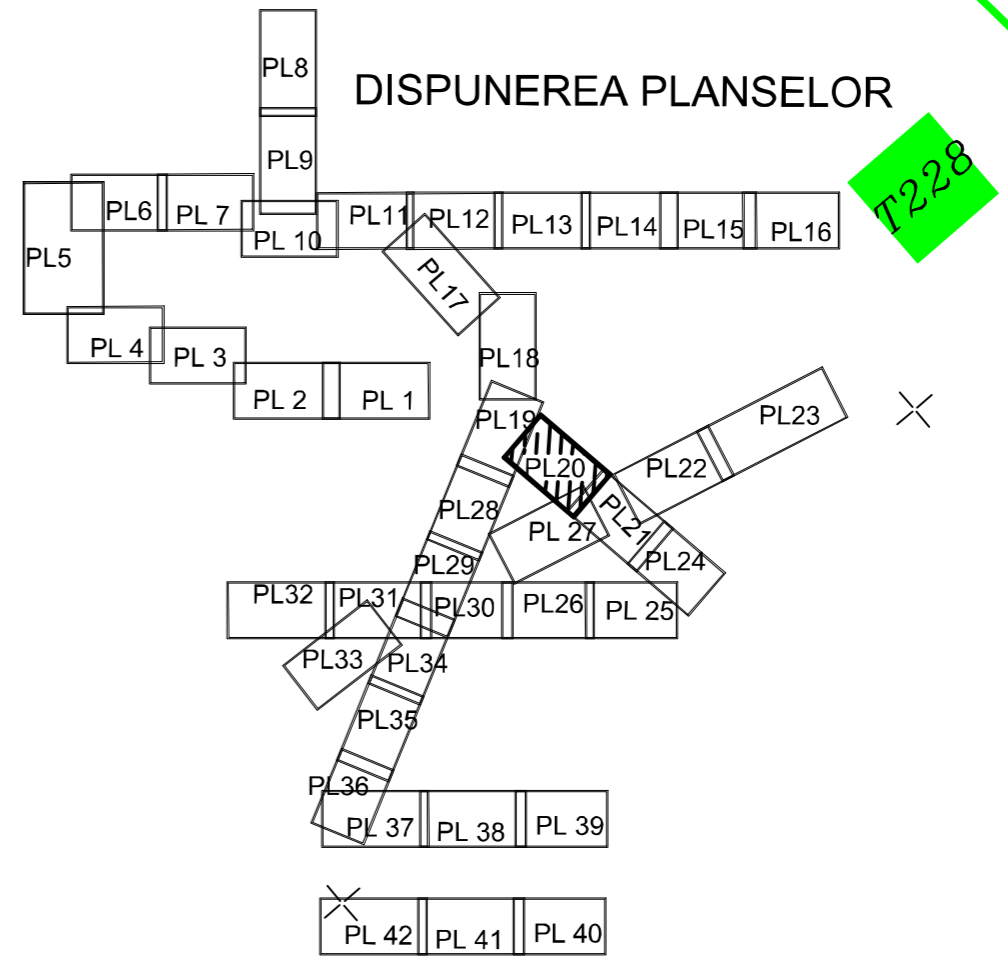 PL8
DISPUNEREA PLANSELOR
PL9
T228
PL6
PL 7
PL 10
PL11
PL12
PL13
PL14
PL15
PL16
PL5
PL17
PL 4
PL 3
PL18
PL 2
PL 1
PL19
PL23
PL20
PL22
PL28
PL21
PL 27
PL29
PL24
PL32
PL31
PL30
PL26
PL 25
PL33
PL34
PL35
PL36
PL 37
PL 38
PL 39
PL 42
PL 41
PL 40